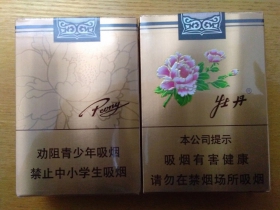 Peony
劝阻青少年吸烟
禁止中小学生吸烟
牡丹
本公司提示
吸烟有害健康
请勿在禁烟场所吸烟